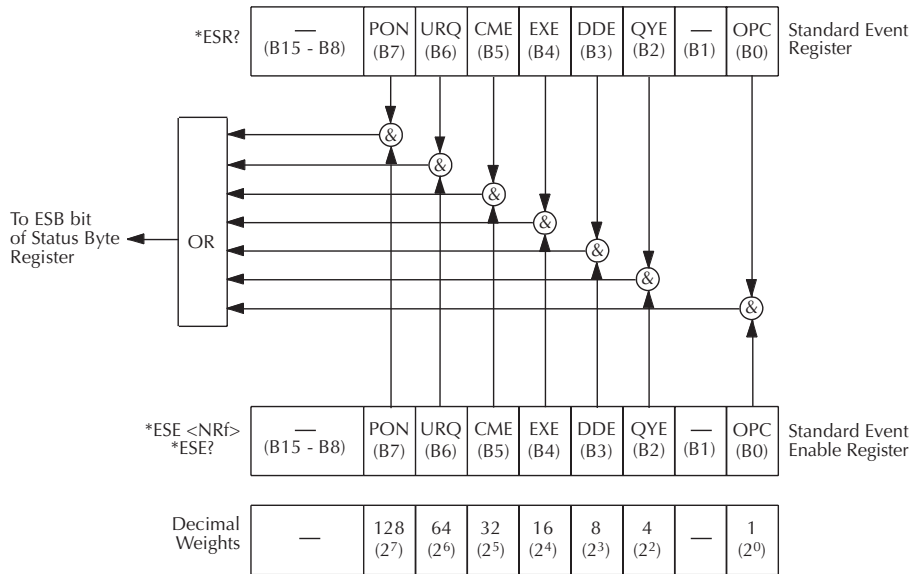 *ESR?
—
(B15 - B8)
PON
(B7)
URQ
(B6)
CME
(B5)
EXE
(B4)
DDE
(B3)
QYE
(B2)
—
(B1)
OPC
(B0)
Standard Event
Register
&
&
&
&
&
&
&
To ESB bit
of Status Byte
Register
OR
*ESE <NRf>
*ESE?
—
(B15 - B8)
PON
(B7)
URQ
(B6)
CME
(B5)
EXE
(B4)
DDE
(B3)
QYE
(B2)
—
(B1)
OPC
(B0)
Standard Event
Enable Register
Decimal
Weights
—
128
(2⁷)
64
(2⁶)
32
(2⁵)
16
(2⁴)
8
(2³)
4
(2²)
—
1
(2⁰)